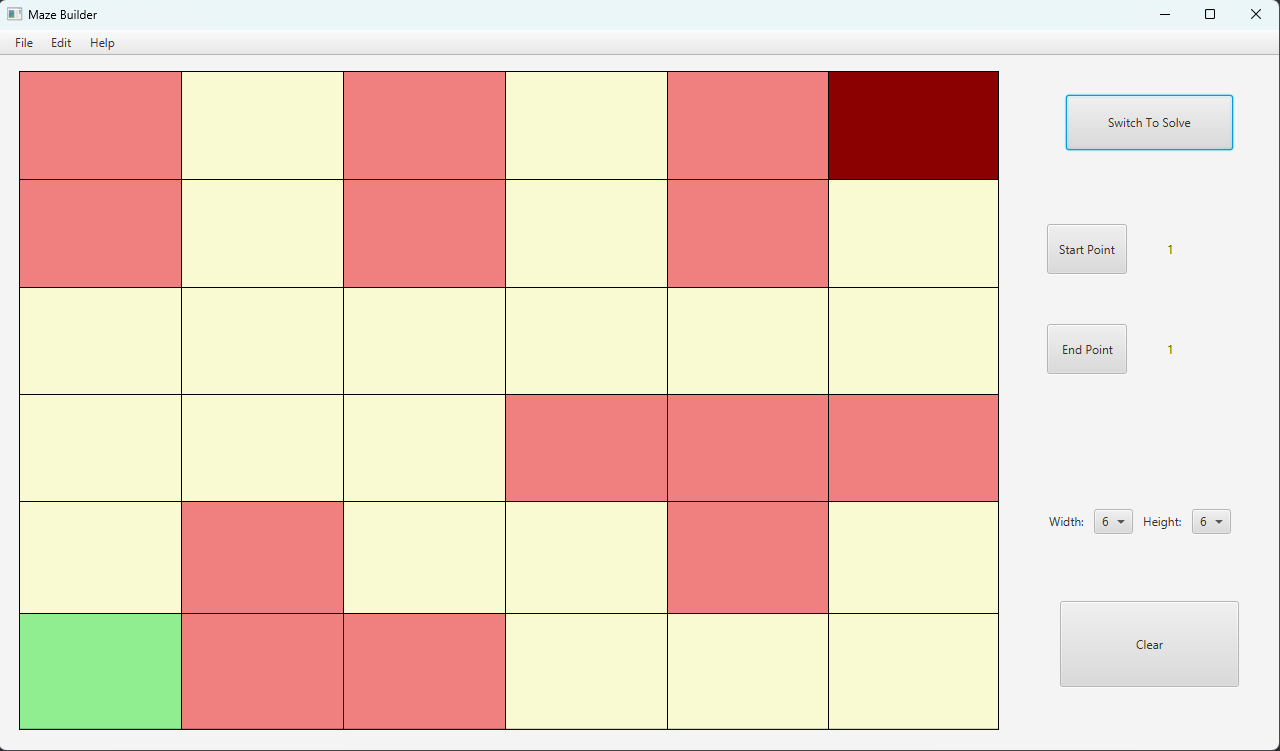 Maze Builder
File Edit Help
Switch To Solve
Start Point 1
End Point 1
Width: 6 Height: 6
Clear